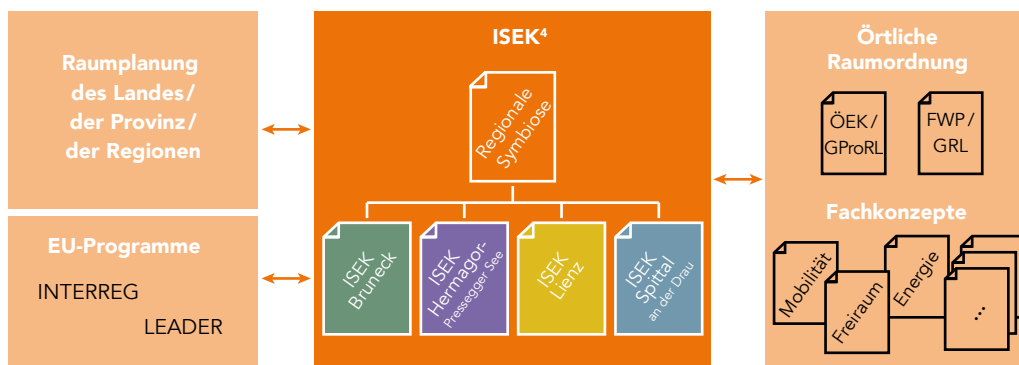 Raumplanung
des Landes/
der Provinz/
der Regionen
EU-Programme
INTERREG
LEADER
ISEK⁴
Regionale
Symbiose
ISEK
Bruneck
ISEK
Hermagor-
Pressegger See
ISEK
Lienz
ISEK
Spittal
an der Drau
Örtliche
Raumordnung
ÖEK /
GProRL
FWP /
GRL
Fachkonzepte
Mobilität
Freiraum
Energie
...